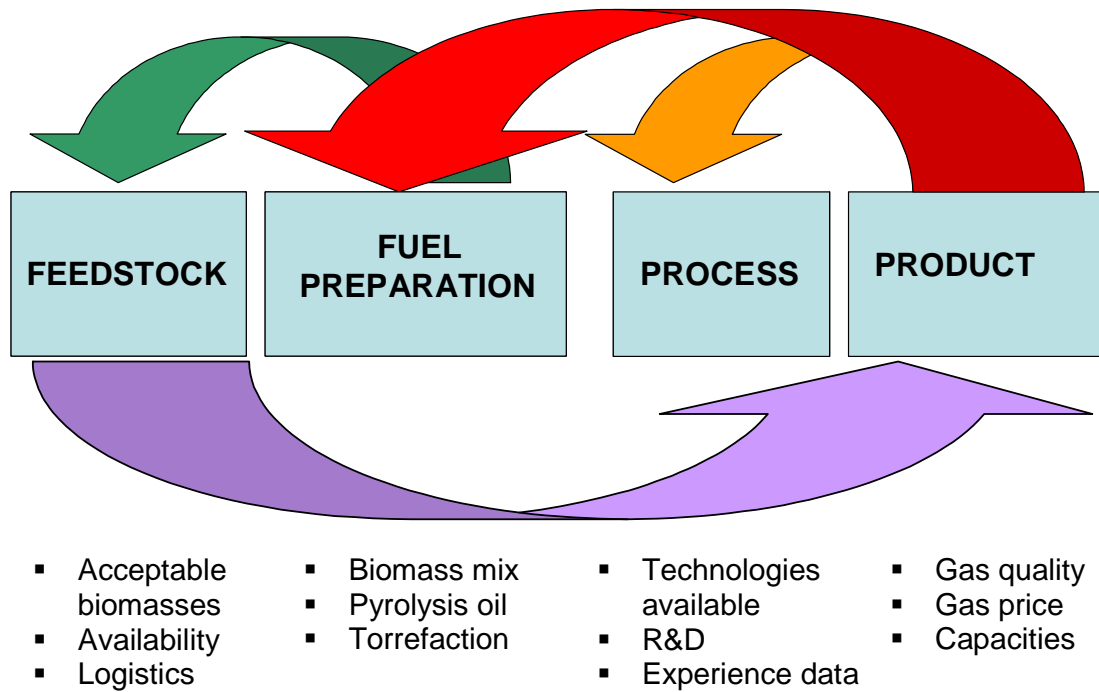 FEEDSTOCK
FUEL
PREPARATION
PROCESS
PRODUCT
▪ Acceptable
biomasses
▪ Availability
▪ Logistics
▪ Biomass mix
▪ Pyrolysis oil
▪ Torrefaction
▪ Technologies
available
▪ R&D
▪ Experience data
▪ Gas quality
▪ Gas price
▪ Capacities